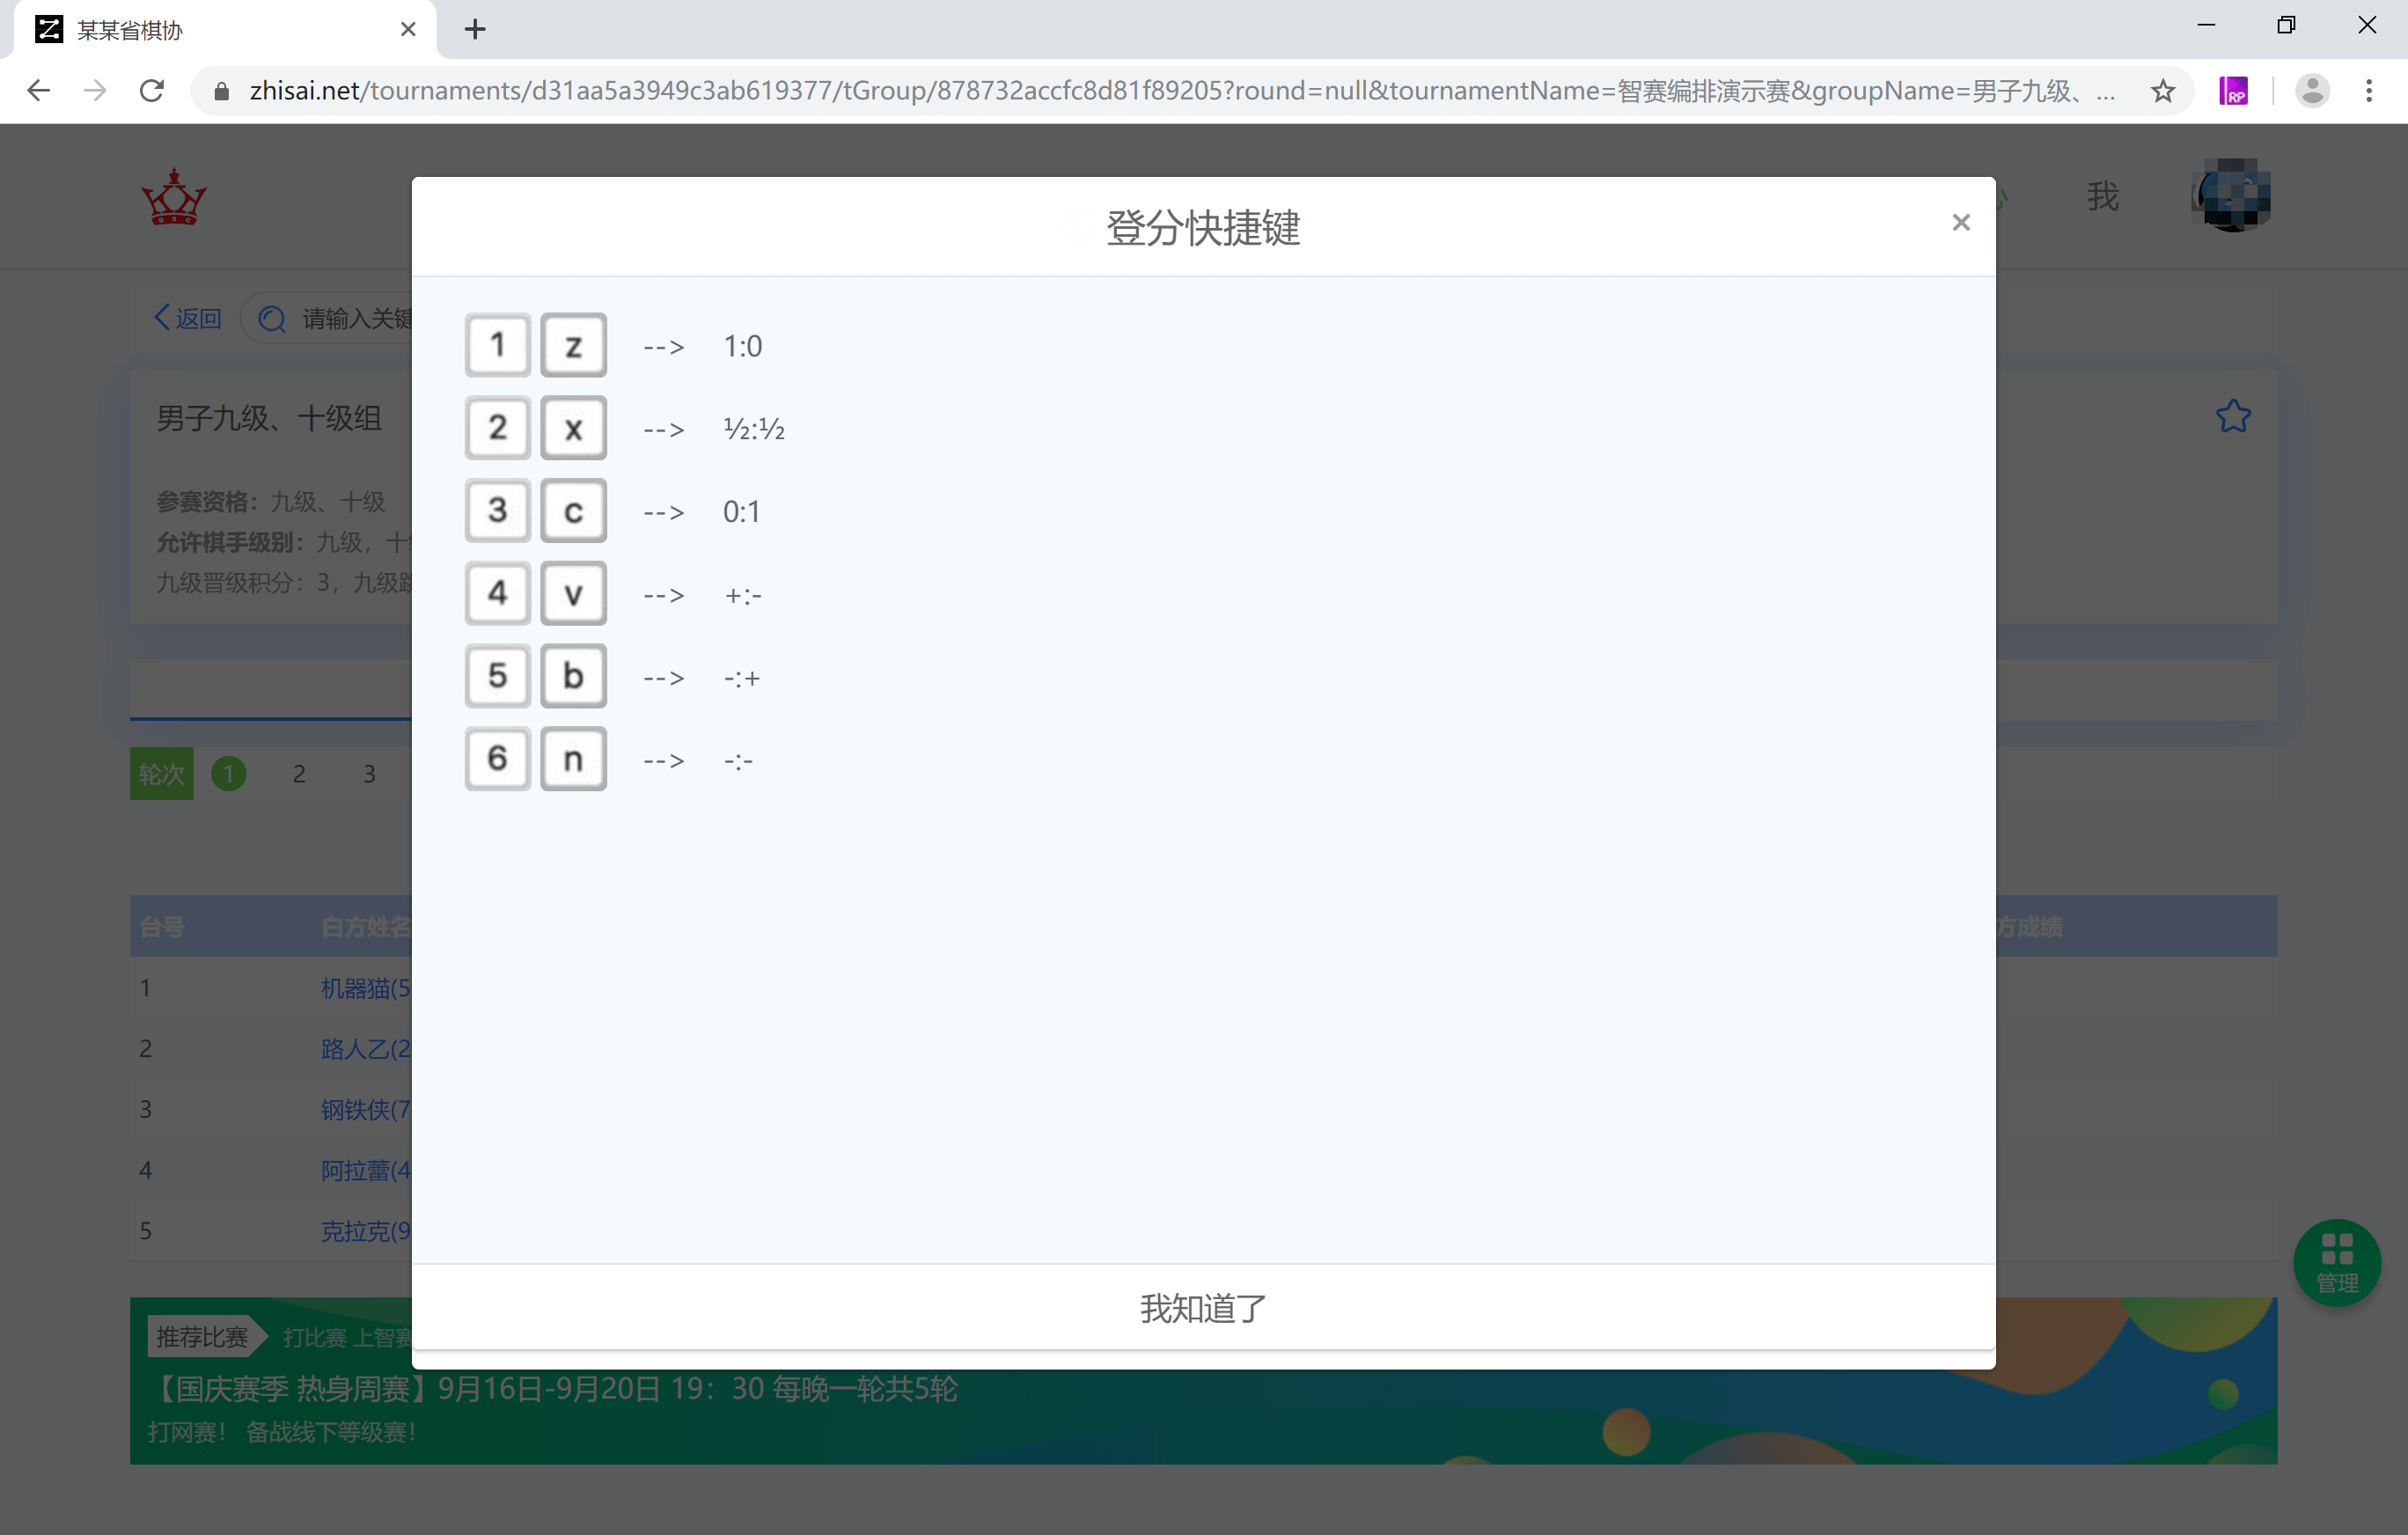 某某省棋协
zhisai.net/tournaments/d31aa5a3949c3ab619377/tGroup/878732accfc8d81f89205?round=null&tournamentName=智赛编排演示赛&groupName=男子九级、...
RP
我
登分快捷键
返回
请输入关键
1 z --> 1:0
2 x --> ½:½
3 c --> 0:1
4 v --> +:-
5 b --> -:+
6 n --> -:-
男子九级、十级组
参赛资格：九级、十级
允许棋手级别：九级，十
九级晋级积分：3，九级
轮次 1 2 3
台号 白方姓名 方成绩
1 机器猫(5
2 路人乙(2
3 钢铁侠(7
4 阿拉蕾(4
5 克拉克(9
管理
我知道了
推荐比赛 打比赛 上智赛
【国庆赛季 热身周赛】9月16日-9月20日 19：30 每晚一轮共5轮
打网赛！ 备战线下等级赛！